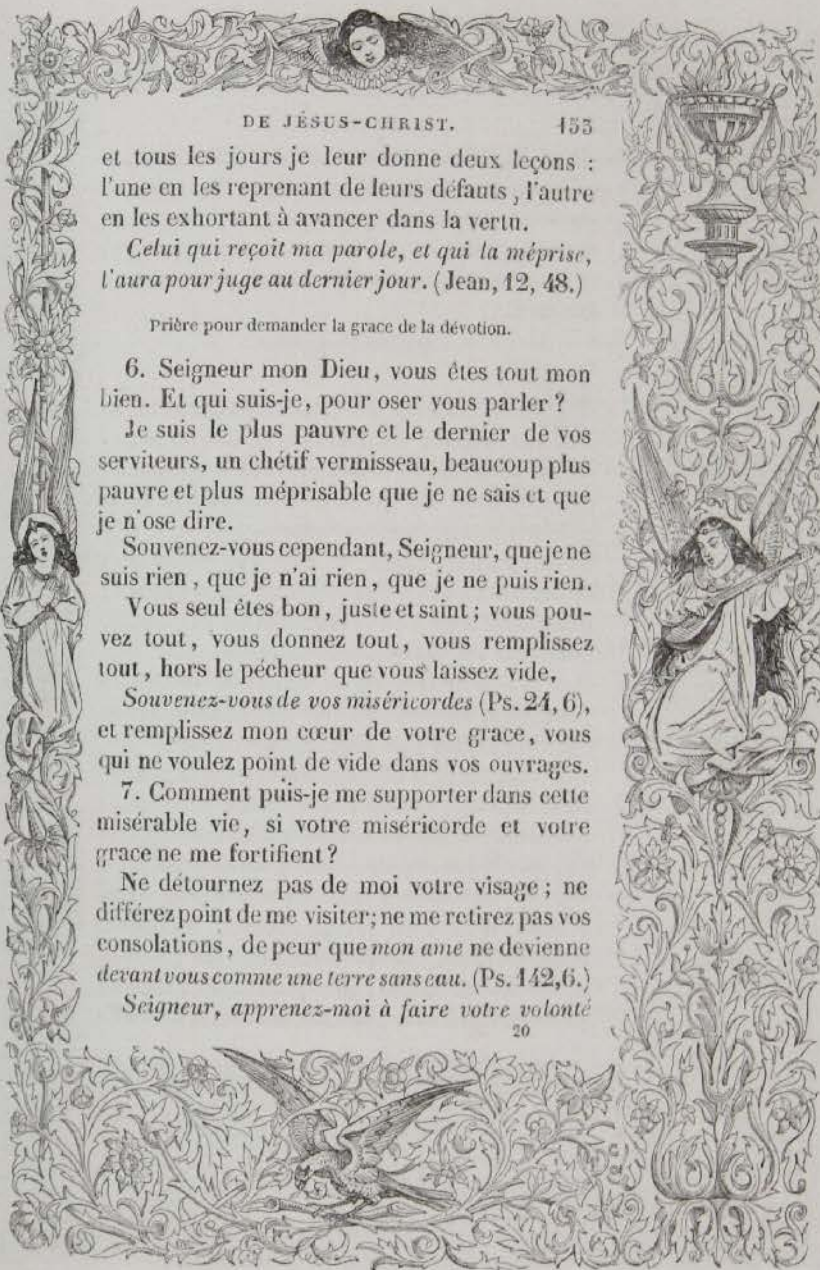 DE JÉSUS-CHRIST. 153
et tous les jours je leur donne deux leçons :
l'une en les reprenant de leurs défauts, l'autre
en les exhortant à avancer dans la vertu.
Celui qui reçoit ma parole, et qui la méprise,
l'aura pour juge au dernier jour. (Jean, 12, 48.)
Prière pour demander la grace de la dévotion.
6. Seigneur mon Dieu, vous êtes tout mon
bien. Et qui suis-je, pour oser vous parler ?
Je suis le plus pauvre et le dernier de vos
serviteurs, un chétif vermisseau, beaucoup plus
pauvre et plus méprisable que je ne sais et que
je n'ose dire.
Souvenez-vous cependant, Seigneur, que je ne
suis rien, que je n'ai rien, que je ne puis rien.
Vous seul êtes bon, juste et saint ; vous pou-
vez tout, vous donnez tout, vous remplissez
tout, hors le pécheur que vous laissez vide.
Souvenez-vous de vos miséricordes (Ps. 24, 6),
et remplissez mon cœur de votre grace, vous
qui ne voulez point de vide dans vos ouvrages.
7. Comment puis-je me supporter dans cette
misérable vie, si votre miséricorde et votre
grace ne me fortifient ?
Ne détournez pas de moi votre visage ; ne
différez point de me visiter; ne me retirez pas vos
consolations, de peur que mon ame ne devienne
devant vous comme une terre sans eau. (Ps. 142,6.)
Seigneur, apprenez-moi à faire votre volonté
20